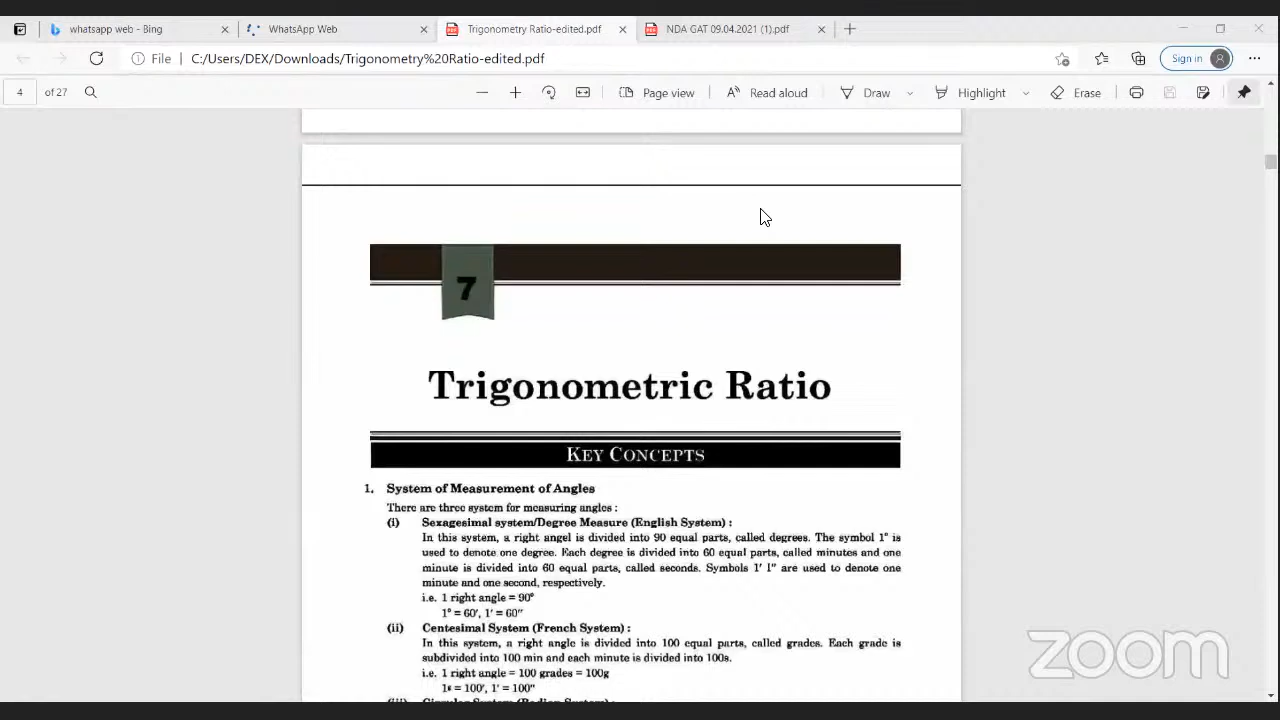 whatsapp web - Bing
WhatsApp Web
Trigonometry Ratio-edited.pdf
NDA GAT 09.04.2021 (1).pdf
File | C:/Users/DEX/Downloads/Trigonometry%20Ratio-edited.pdf
Sign in
4 of 27
Page view
Read aloud
Draw
Highlight
Erase
7
Trigonometric Ratio
KEY CONCEPTS
1. System of Measurement of Angles
There are three system for measuring angles :
(i) Sexagesimal system/Degree Measure (English System) :
In this system, a right angel is divided into 90 equal parts, called degrees. The symbol 1° is
used to denote one degree. Each degree is divided into 60 equal parts, called minutes and one
minute is divided into 60 equal parts, called seconds. Symbols 1′ 1″ are used to denote one
minute and one second, respectively.
i.e. 1 right angle = 90°
1° = 60′, 1′ = 60″
(ii) Centesimal System (French System) :
In this system, a right angle is divided into 100 equal parts, called grades. Each grade is
subdivided into 100 min and each minute is divided into 100s.
i.e. 1 right angle = 100 grades = 100g
1ᵍ = 100′, 1′ = 100″
(iii) Circular System (Radian System) :
zoom